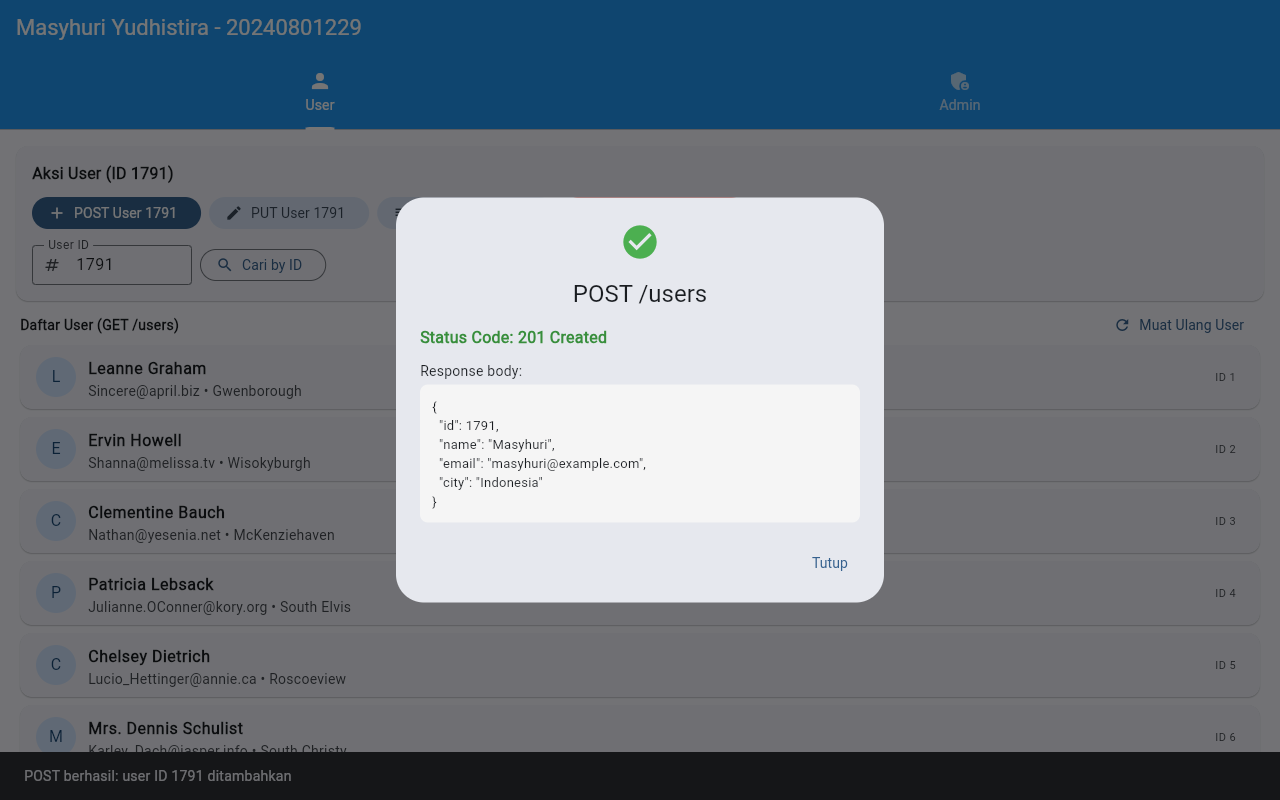 Masyhuri Yudhistira - 20240801229
User
Admin
Aksi User (ID 1791)
POST User 1791
PUT User 1791
User ID
# 1791
Cari by ID
Daftar User (GET /users)
Muat Ulang User
L
Leanne Graham
Sincere@april.biz • Gwenborough
ID 1
E
Ervin Howell
Shanna@melissa.tv • Wisokyburgh
ID 2
C
Clementine Bauch
Nathan@yesenia.net • McKenziehaven
ID 3
P
Patricia Lebsack
Julianne.OConner@kory.org • South Elvis
ID 4
C
Chelsey Dietrich
Lucio_Hettinger@annie.ca • Roscoeview
ID 5
M
Mrs. Dennis Schulist
Karley_Dach@jasper.info • South Christy
ID 6
POST /users
Status Code: 201 Created
Response body:
{
"id": 1791,
"name": "Masyhuri",
"email": "masyhuri@example.com",
"city": "Indonesia"
}
Tutup
POST berhasil: user ID 1791 ditambahkan